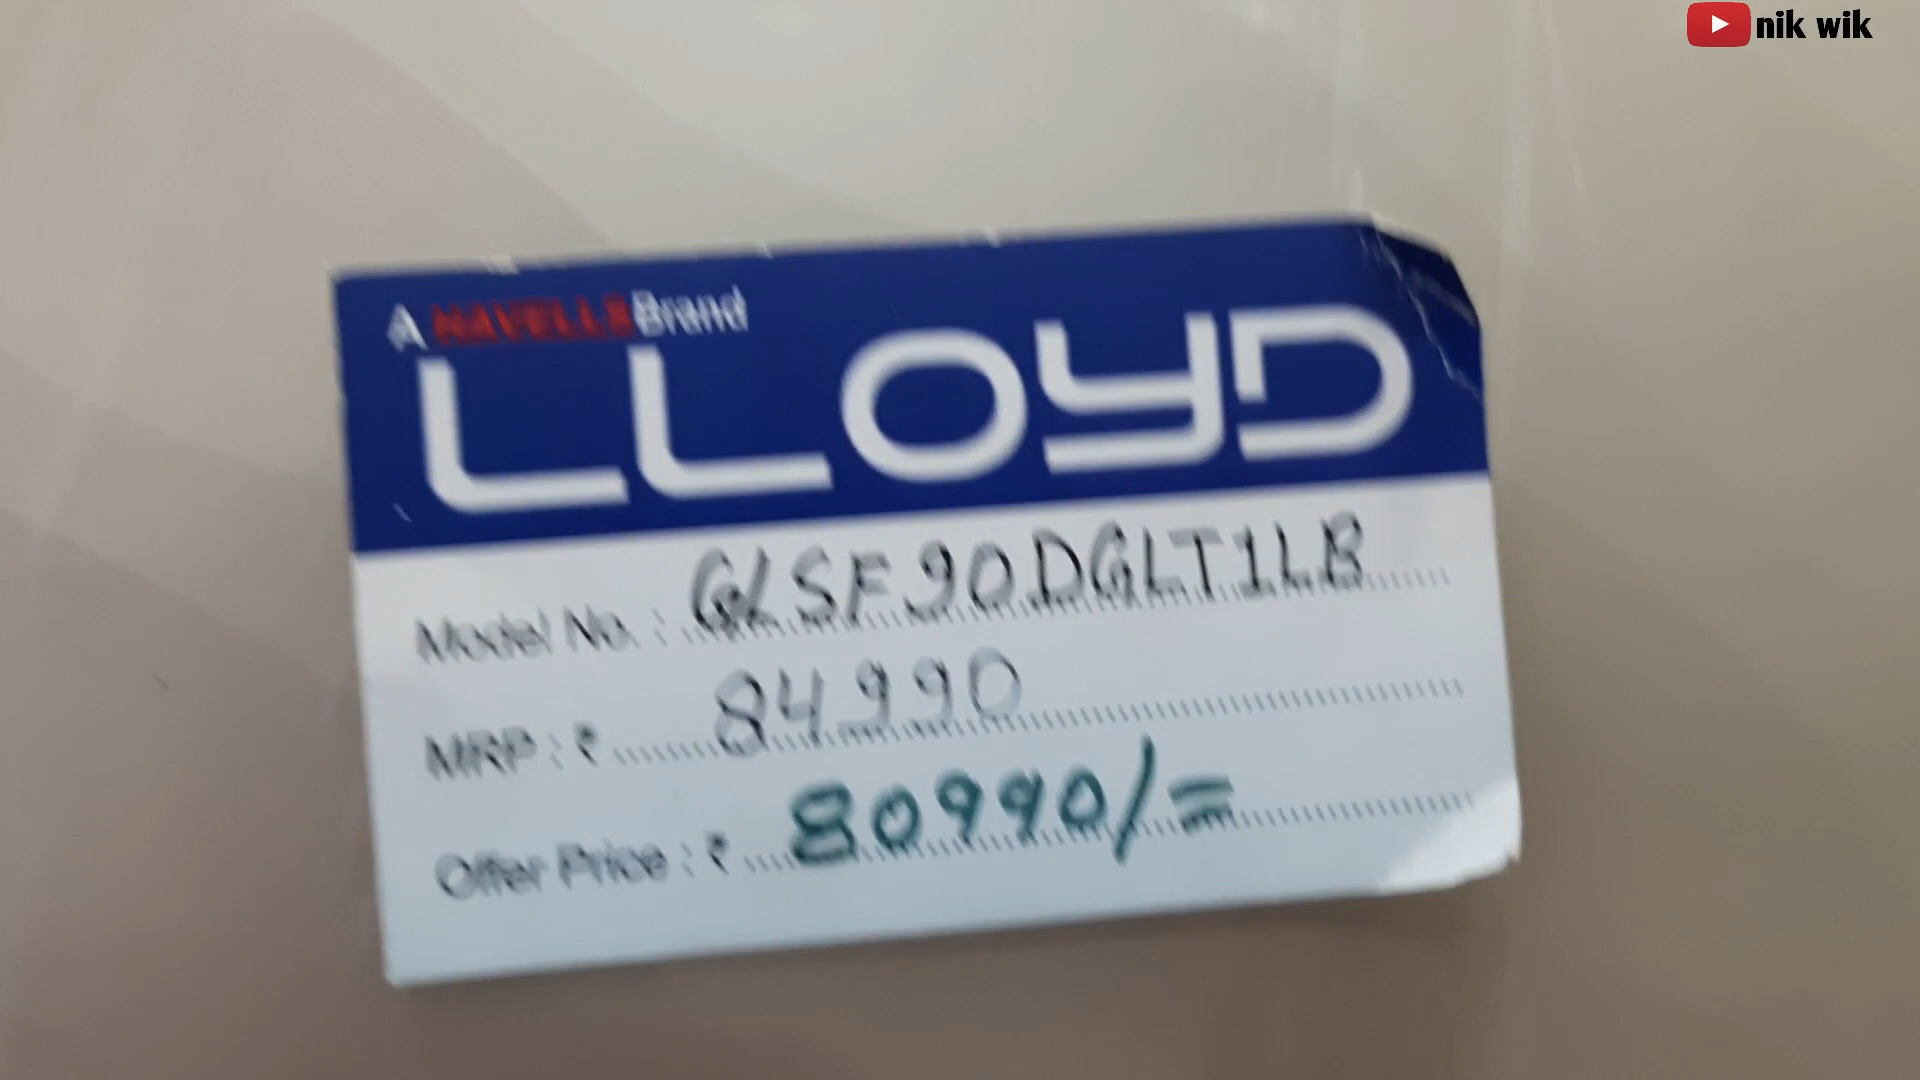 nik wik
A HAVELLS Brand
LLOYD
Model No. : GLSF90DGLT1LB
MRP : ₹ 84990
Offer Price : ₹ 80990/=